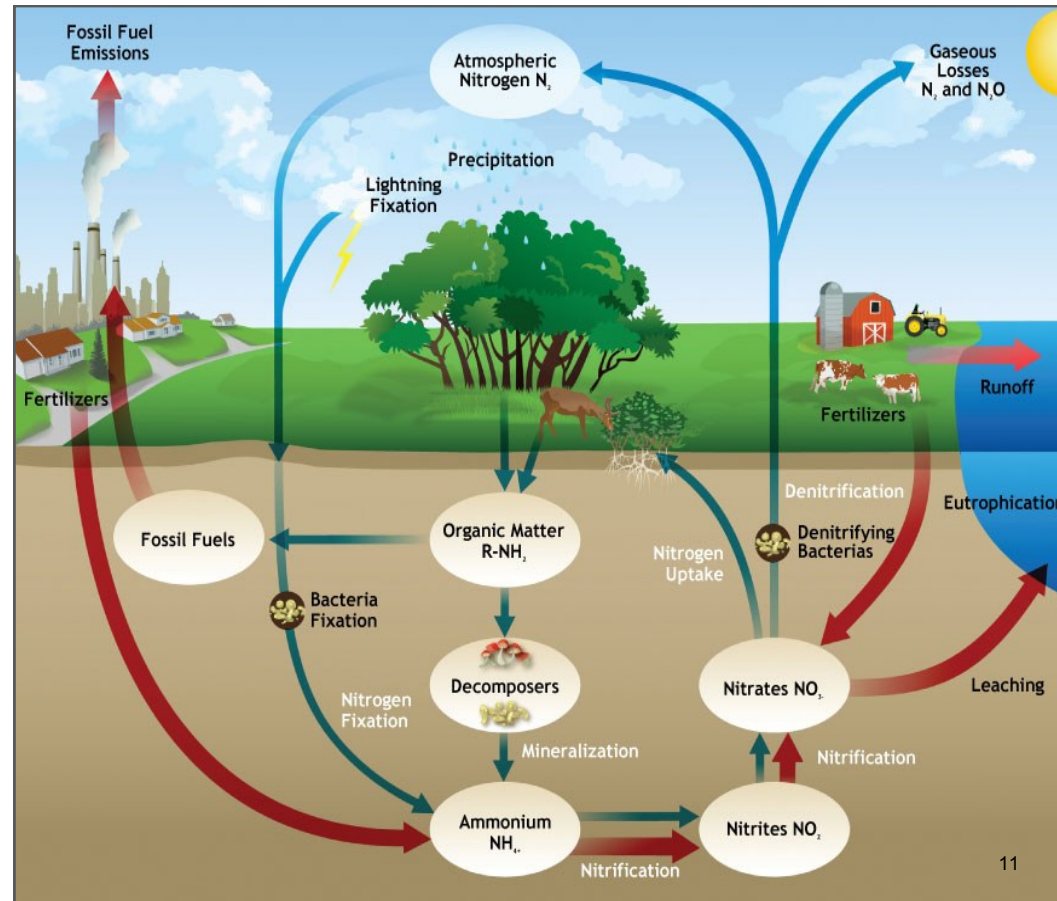 Fossil Fuel
Emissions
Atmospheric
Nitrogen N₂
Gaseous
Losses
N₂ and N₂O
Precipitation
Lightning
Fixation
Fertilizers
Fertilizers
Runoff
Fossil Fuels
Organic Matter
R-NH₂
Nitrogen
Uptake
Denitrification
Denitrifying
Bacterias
Eutrophication
Bacteria
Fixation
Decomposers
Nitrates NO₃-
Leaching
Nitrogen
Fixation
Mineralization
Nitrification
Ammonium
NH₄+
Nitrites NO₂
Nitrification
11